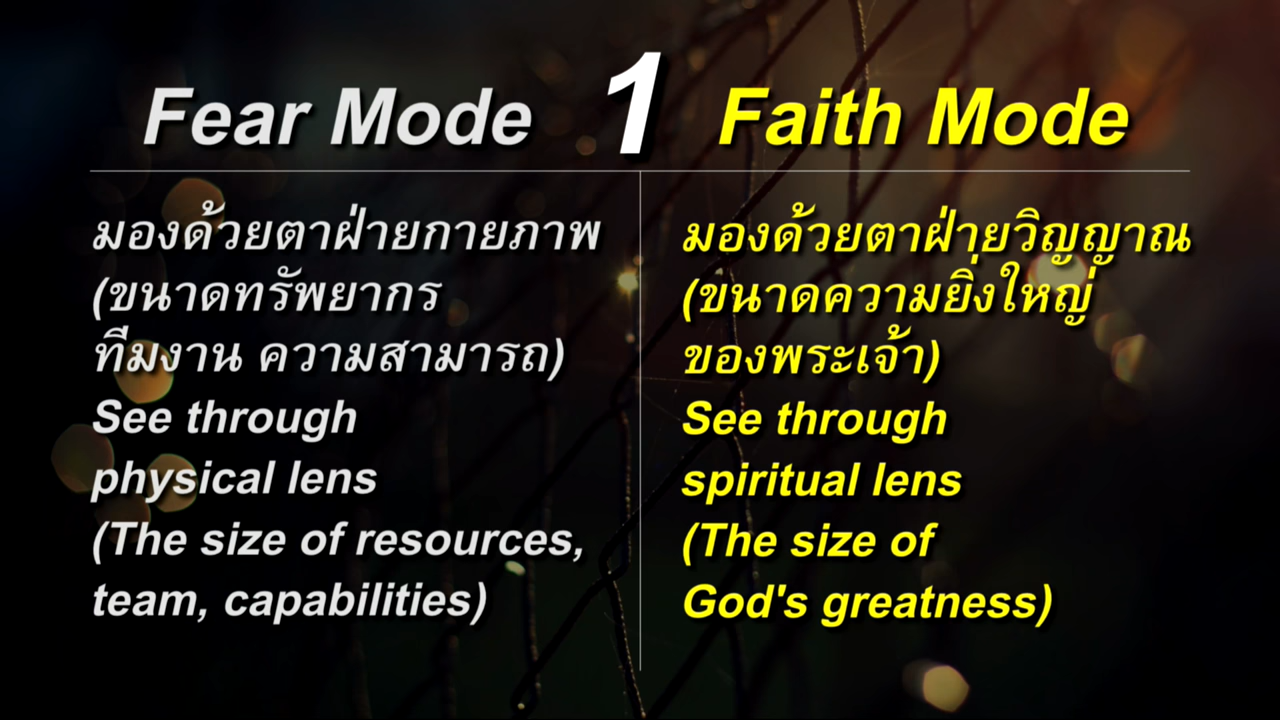 Fear Mode 1 Faith Mode
มองด้วยตาฝ่ายกายภาพ
(ขนาดทรัพยากร
ทีมงาน ความสามารถ)
See through
physical lens
(The size of resources,
team, capabilities)
มองด้วยตาฝ่ายวิญญาณ
(ขนาดความยิ่งใหญ่
ของพระเจ้า)
See through
spiritual lens
(The size of
God's greatness)